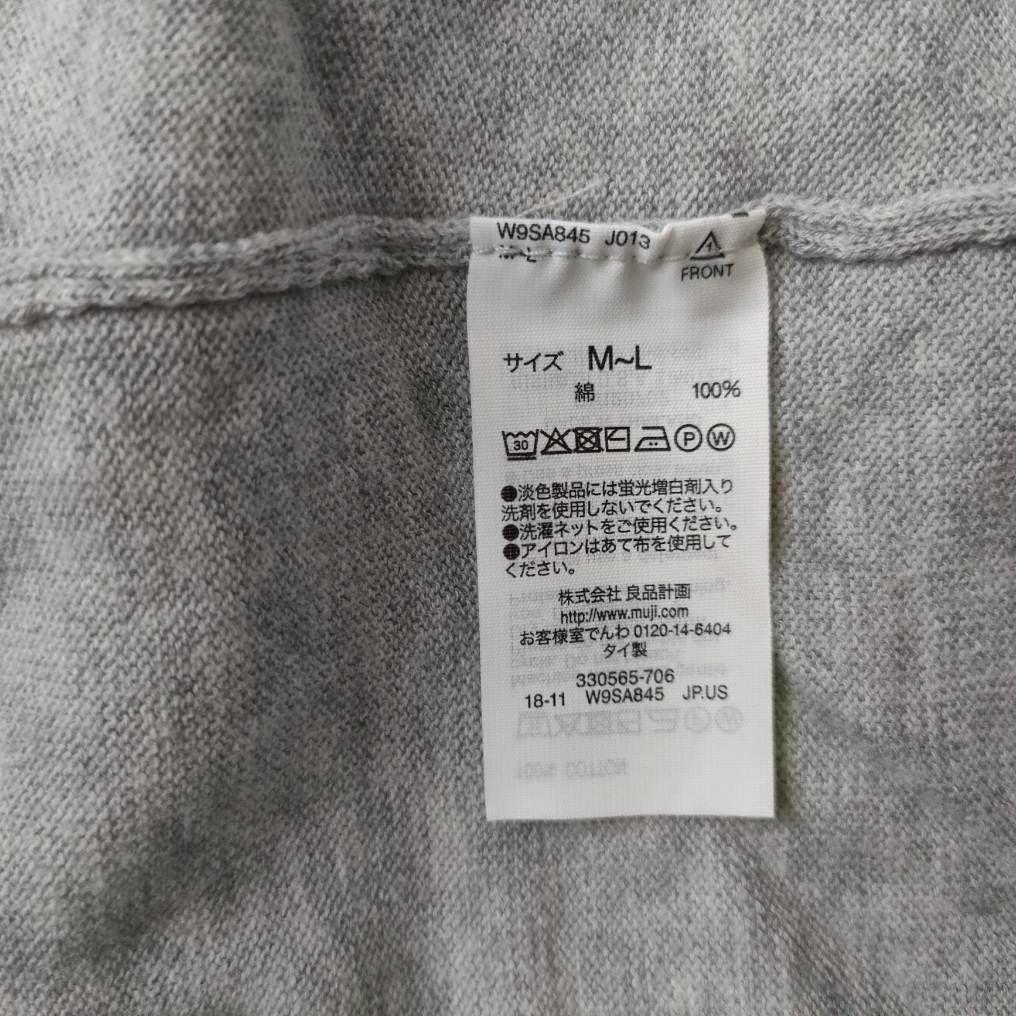 W9SA845 J013
M~L
FRONT
サイズ M~L
綿 100%
30 P W
●淡色製品には蛍光増白剤入り
洗剤を使用しないでください。
●洗濯ネットをご使用ください。
●アイロンはあて布を使用して
ください。
株式会社 良品計画
http://www.muji.com
お客様室でんわ 0120-14-6404
タイ製
330565-706
18-11 W9SA845 JP.US
100% COTTON